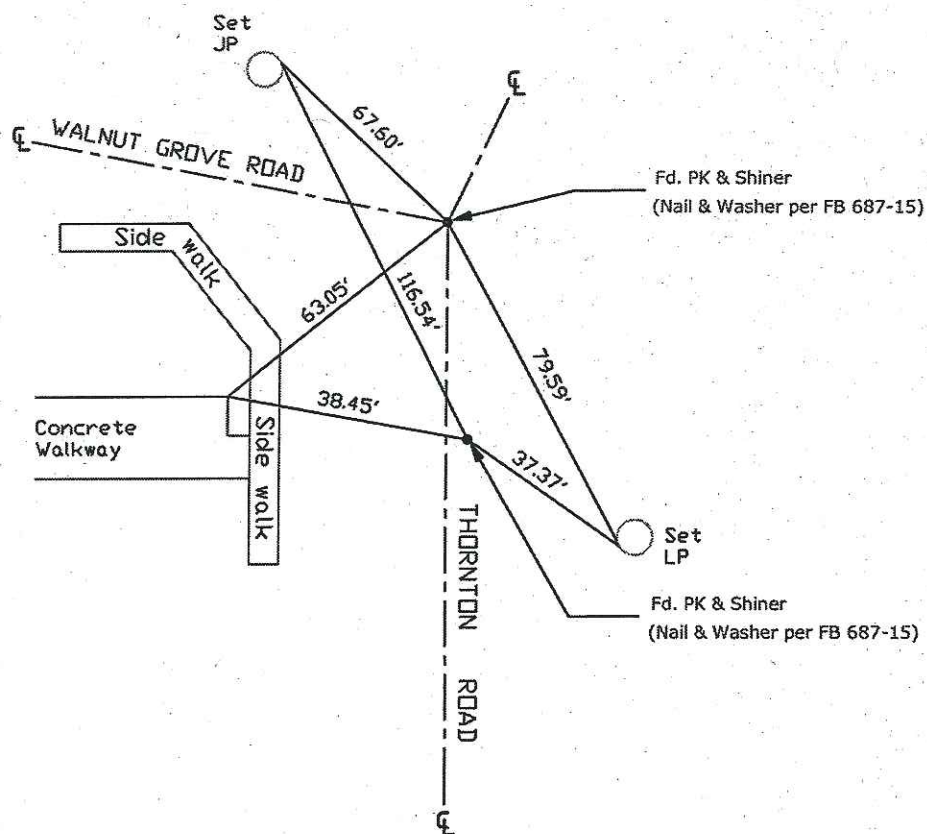 Set
JP
℄
67.60'
℄ WALNUT GROVE ROAD
Fd. PK & Shiner
(Nail & Washer per FB 687-15)
Side walk
63.05'
116.54'
79.59'
38.45'
Concrete
Walkway
Side walk
37.37'
THORNTON ROAD
Set
LP
Fd. PK & Shiner
(Nail & Washer per FB 687-15)
℄